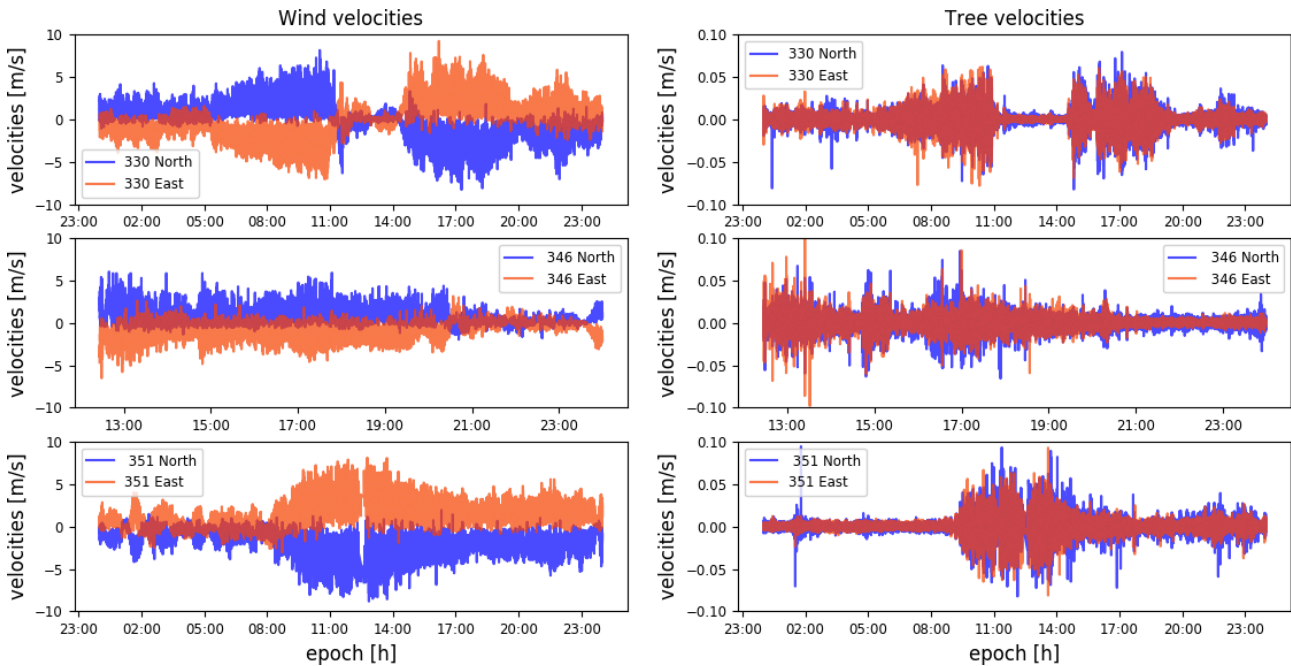 Wind velocities
Tree velocities
velocities [m/s]
10
5
0
−5
−10
330 North
330 East
23:00 02:00 05:00 08:00 11:00 14:00 17:00 20:00 23:00
velocities [m/s]
0.10
0.05
0.00
−0.05
−0.10
330 North
330 East
23:00 02:00 05:00 08:00 11:00 14:00 17:00 20:00 23:00
velocities [m/s]
10
5
0
−5
−10
346 North
346 East
13:00 15:00 17:00 19:00 21:00 23:00
velocities [m/s]
0.10
0.05
0.00
−0.05
−0.10
346 North
346 East
13:00 15:00 17:00 19:00 21:00 23:00
velocities [m/s]
10
5
0
−5
−10
351 North
351 East
23:00 02:00 05:00 08:00 11:00 14:00 17:00 20:00 23:00
epoch [h]
velocities [m/s]
0.10
0.05
0.00
−0.05
−0.10
351 North
351 East
23:00 02:00 05:00 08:00 11:00 14:00 17:00 20:00 23:00
epoch [h]